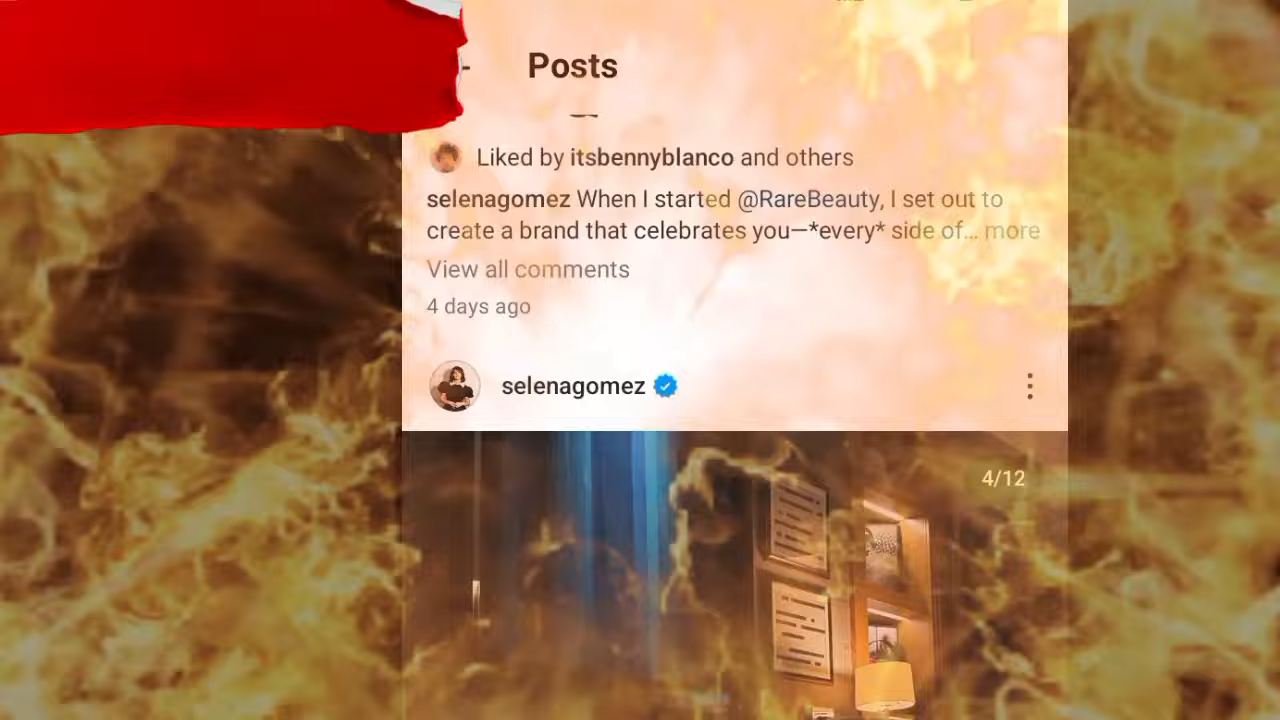 Posts
Liked by itsbennyblanco and others
selenagomez When I started @RareBeauty, I set out to
create a brand that celebrates you—*every* side of… more
View all comments
4 days ago
selenagomez
4/12